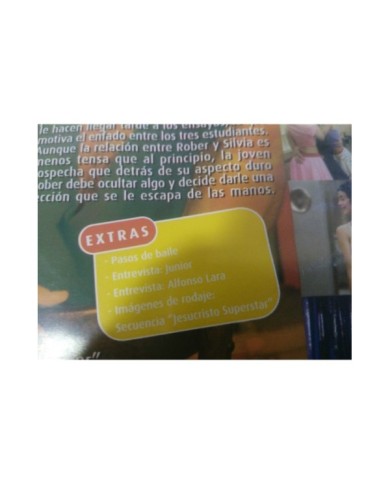 le hacen llegar tarde a los ensayos,
motiva el enfado entre los tres estudiantes.
Aunque la relación entre Rober y Silvia es
menos tensa que al principio, la joven
ospecha que detrás de su aspecto duro
ober debe ocultar algo y decide darle una
ección que se le escapa de las manos.
EXTRAS
· Pasos de baile
· Entrevista: Junior
· Entrevista: Alfonso Lara
· Imágenes de rodaje:
Secuencia "Jesucristo Superstar"